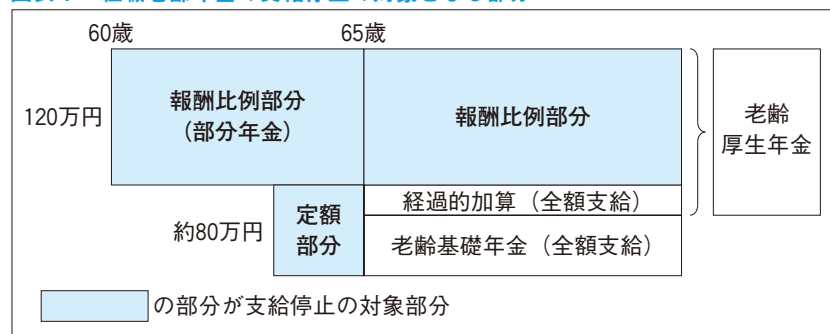 60歳
65歳
120万円
報酬比例部分
(部分年金)
報酬比例部分
老齢
厚生年金
経過的加算(全額支給)
約80万円
定額
部分
老齢基礎年金(全額支給)
の部分が支給停止の対象部分